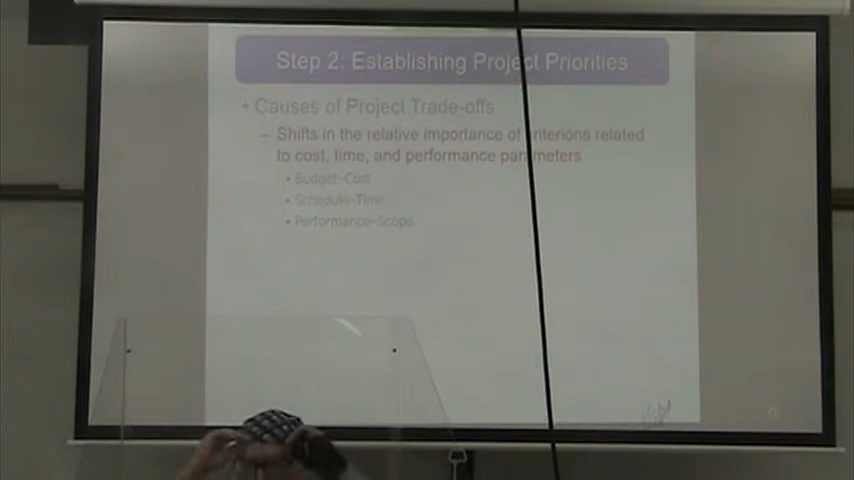 Step 2: Establishing Project Priorities
• Causes of Project Trade-offs
– Shifts in the relative importance of criterions related
to cost, time, and performance parameters
• Budget–Cost
• Schedule–Time
• Performance–Scope